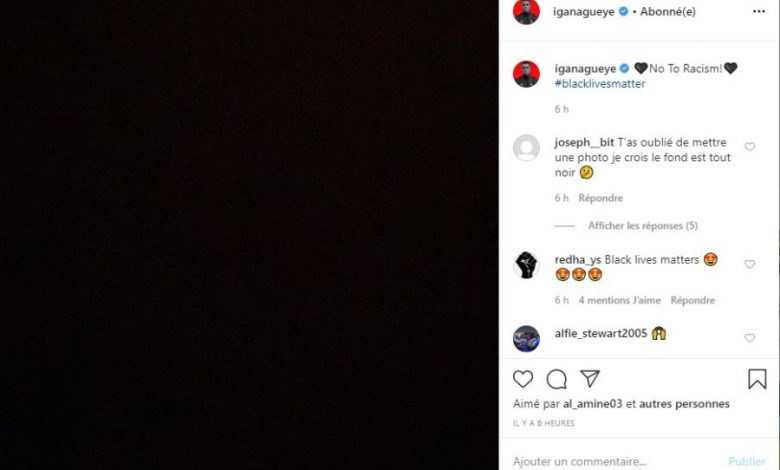 iganagueye • Abonné(e)
iganagueye 🖤No To Racism!🖤
#blacklivesmatter
6 h
joseph__bit T'as oublié de mettre
une photo je crois le fond est tout
noir 🤔
6 h Répondre
Afficher les réponses (5)
redha_ys Black lives matters 🤩
🤩🤩🤩
6 h 4 mentions J'aime Répondre
alfie_stewart2005 😱
Aimé par al_amine03 et autres personnes
IL Y A 6 HEURES
Ajouter un commentaire... Publier